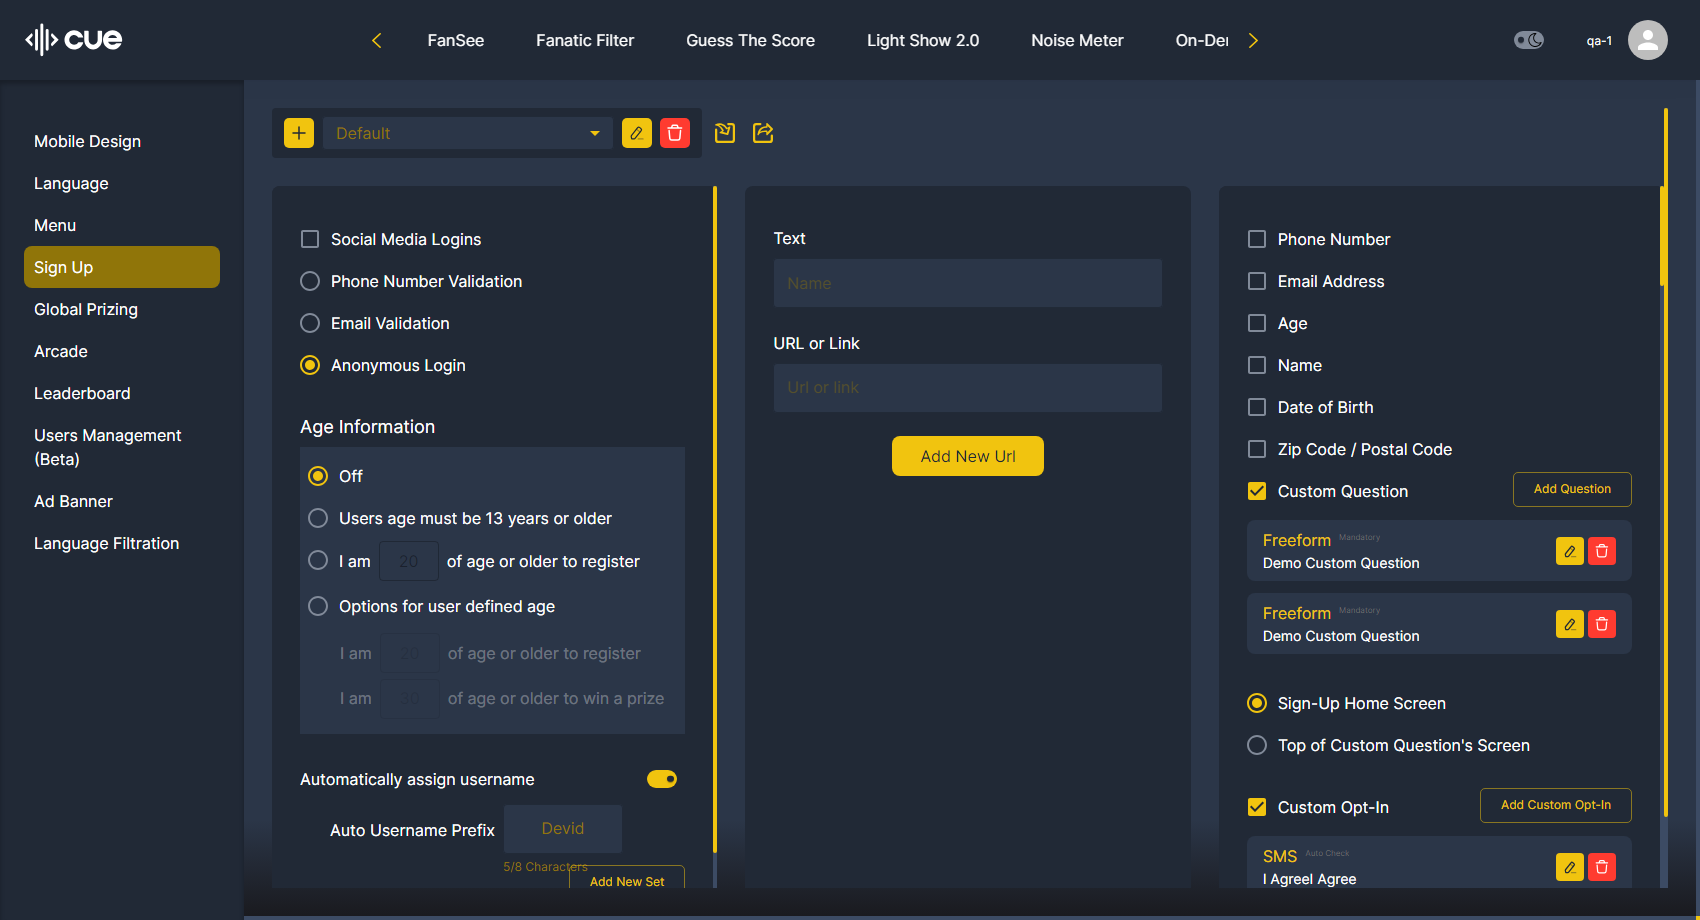 cue
FanSee
Fanatic Filter
Guess The Score
Light Show 2.0
Noise Meter
On-De
qa-1
Mobile Design
Language
Menu
Sign Up
Global Prizing
Arcade
Leaderboard
Users Management
(Beta)
Ad Banner
Language Filtration
Default
Social Media Logins
Phone Number Validation
Email Validation
Anonymous Login
Age Information
Off
Users age must be 13 years or older
I am 20 of age or older to register
Options for user defined age
I am 20 of age or older to register
I am 30 of age or older to win a prize
Automatically assign username
Auto Username Prefix Devid
5/8 Characters
Add New Set
Text
Name
URL or Link
Url or link
Add New Url
Phone Number
Email Address
Age
Name
Date of Birth
Zip Code / Postal Code
Custom Question
Add Question
Freeform Mandatory
Demo Custom Question
Freeform Mandatory
Demo Custom Question
Sign-Up Home Screen
Top of Custom Question's Screen
Custom Opt-In
Add Custom Opt-In
SMS Auto Check
I AgreeI Agree